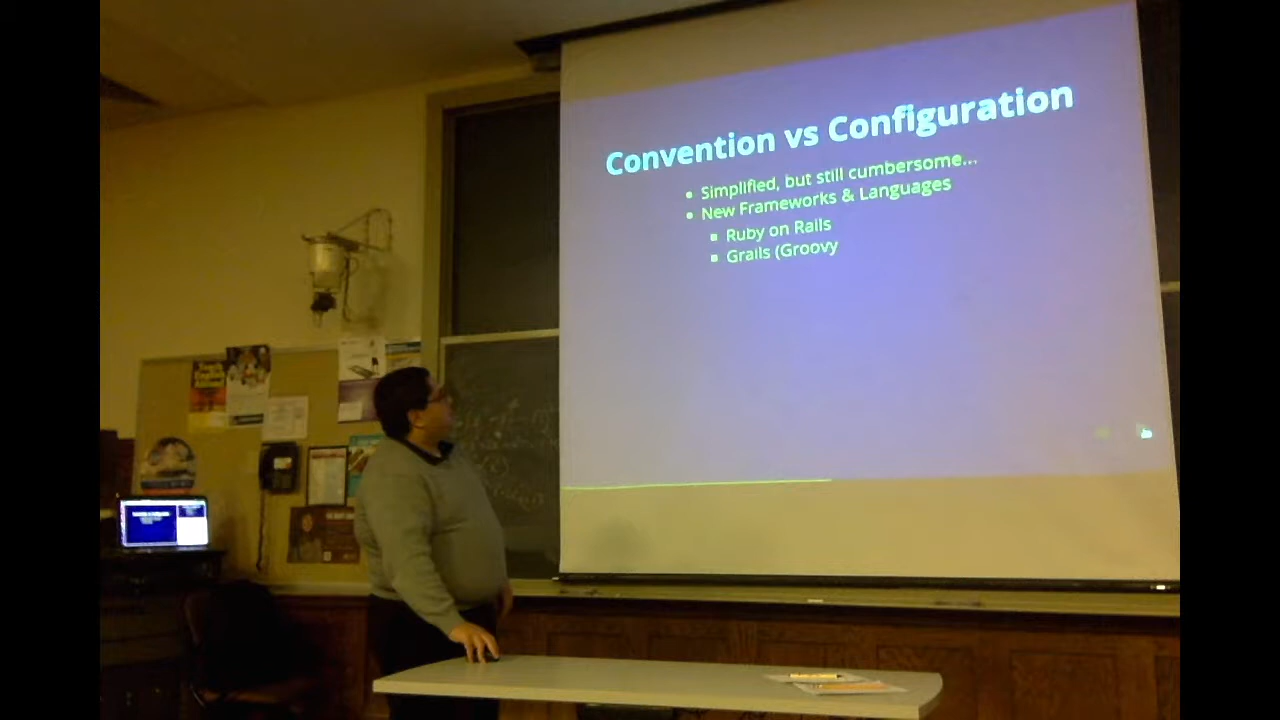 Convention vs Configuration
Simplified, but still cumbersome...
New Frameworks & Languages
Ruby on Rails
Grails (Groovy